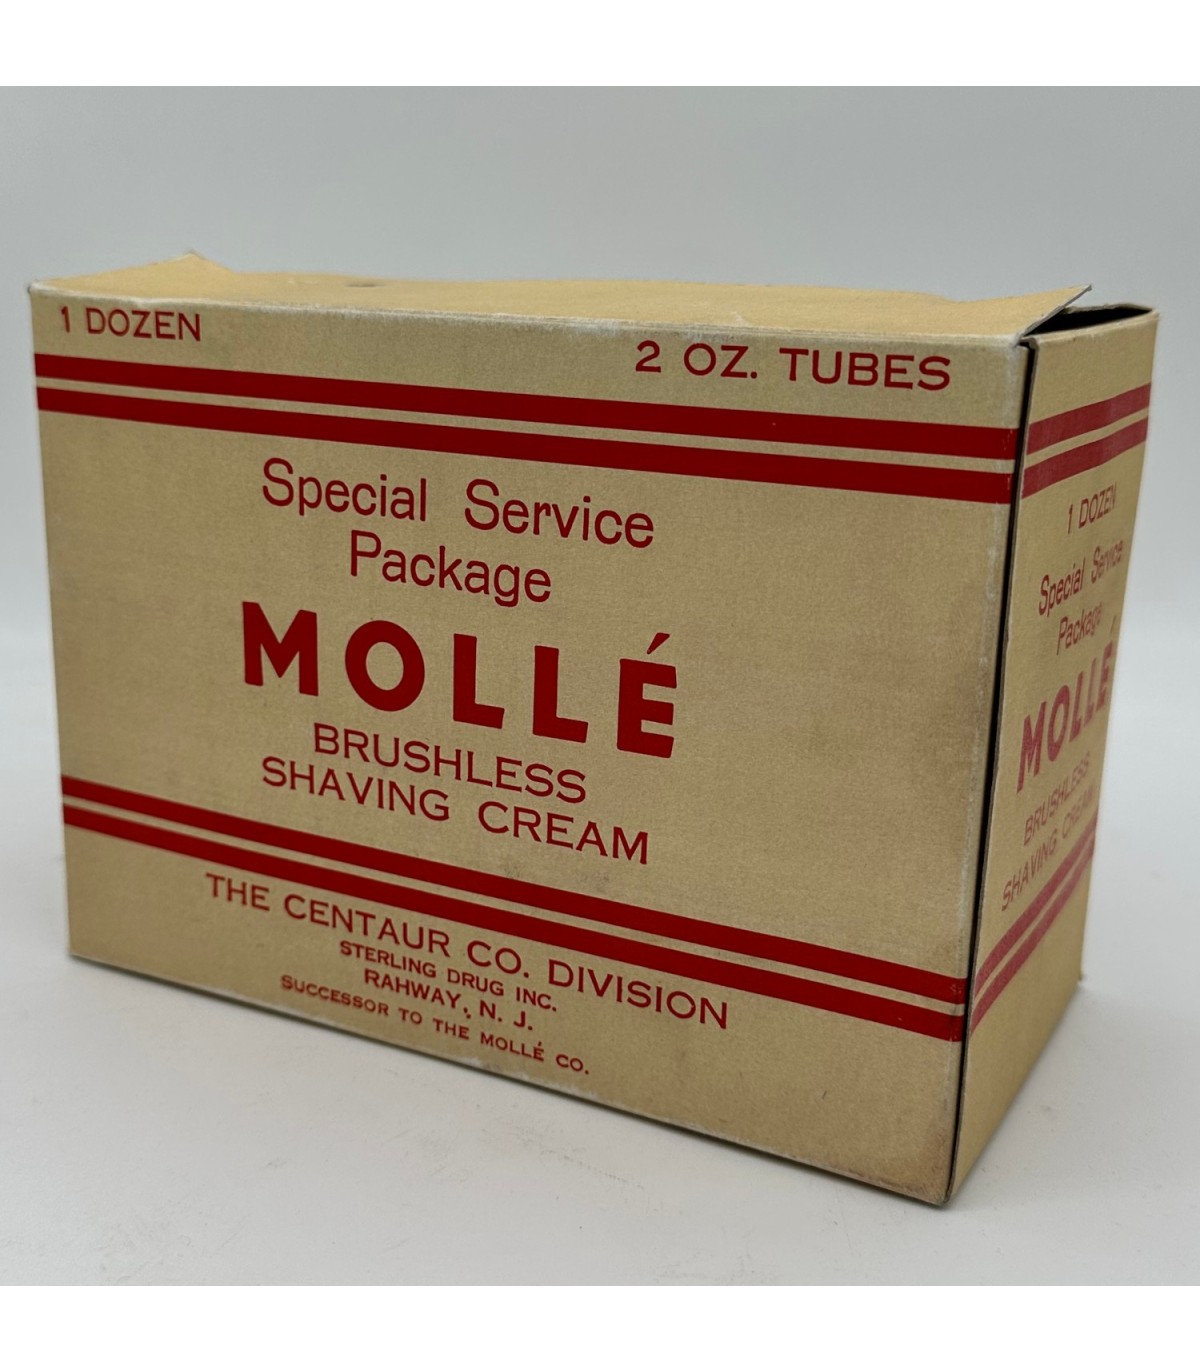 1 DOZEN
2 OZ. TUBES
Special Service
Package
MOLLÉ
BRUSHLESS
SHAVING CREAM
THE CENTAUR CO. DIVISION
STERLING DRUG INC.
RAHWAY, N. J.
SUCCESSOR TO THE MOLLÉ CO.
1 DOZEN
Special Service
Package
MOLLÉ
BRUSHLESS
SHAVING CREAM